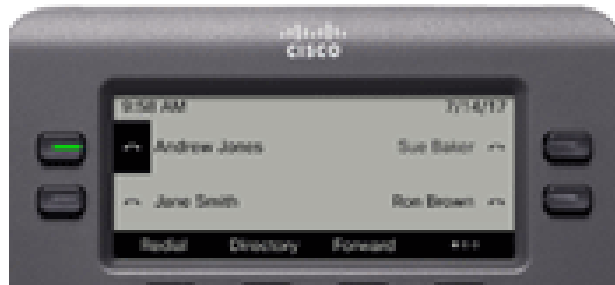 CISCO
9:58 AM 7/14/17
Andrew Jones Sue Baker
Jane Smith Ron Brown
Redial Directory Forward